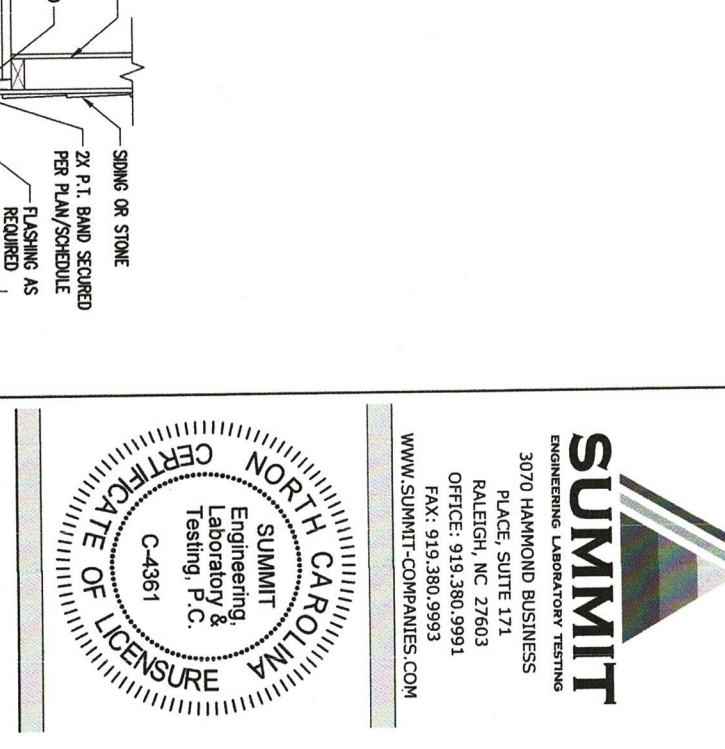 SUMMIT
ENGINEERING LABORATORY TESTING
3070 HAMMOND BUSINESS
PLACE, SUITE 171
RALEIGH, NC 27603
OFFICE: 919.380.9991
FAX: 919.380.9993
WWW.SUMMIT-COMPANIES.COM
NORTH CAROLINA
SUMMIT
Engineering,
Laboratory &
Testing, P.C.
C-4361
CERTIFICATE OF LICENSURE
SIDING OR STONE
2X P.T. BAND SECURED
PER PLAN/SCHEDULE
FLASHING AS
REQUIRED